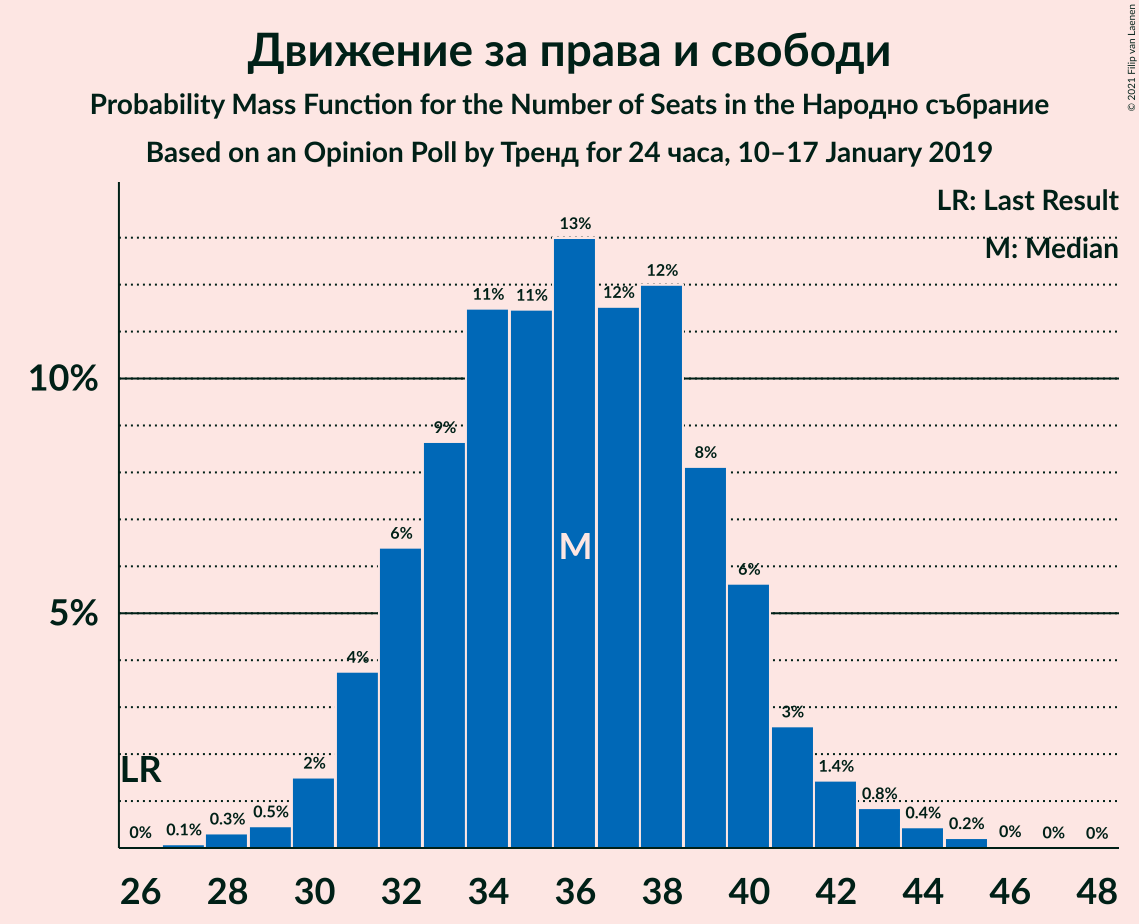 Движение за права и свободи
Probability Mass Function for the Number of Seats in the Народно събрание
Based on an Opinion Poll by Тренд for 24 часа, 10–17 January 2019
© 2021 Filip van Laenen
LR: Last Result
M: Median
13%
12%
12%
11%
11%
10%
9%
8%
M
6%
6%
5%
4%
3%
LR
2%
1.4%
0.8%
0.5%
0.4%
0.3%
0.2%
0.1%
0%
0%
0%
0%
26 28 30 32 34 36 38 40 42 44 46 48